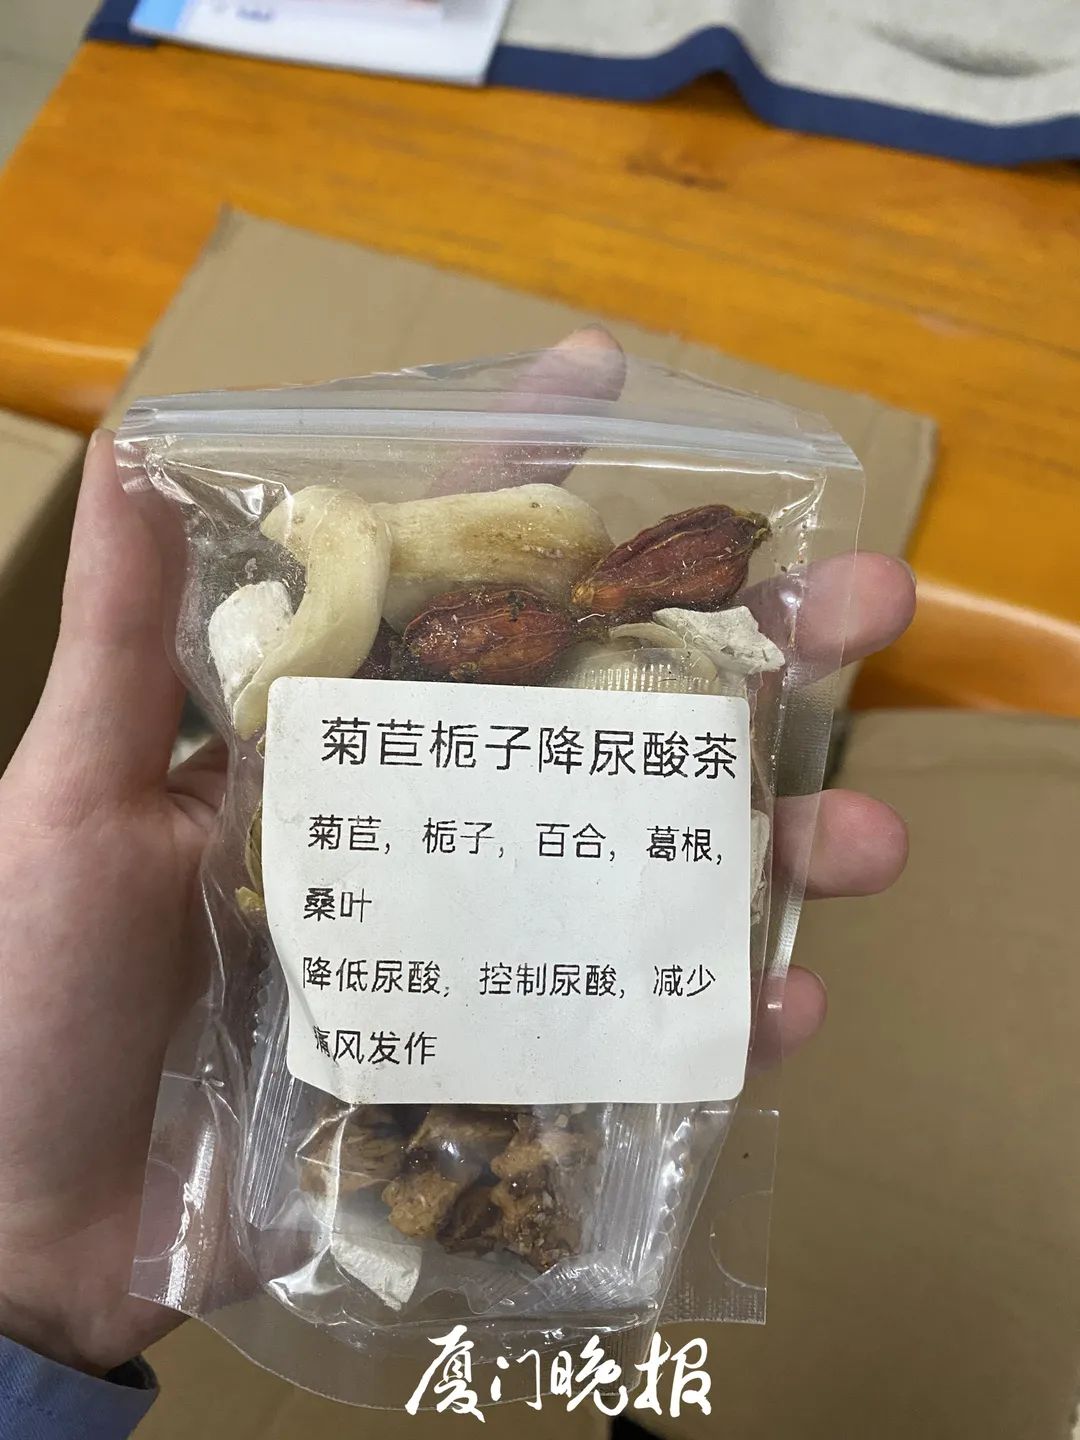 菊苣栀子降尿酸茶
菊苣，栀子，百合，葛根，
桑叶
降低尿酸，控制尿酸，减少
痛风发作
厦门晚报